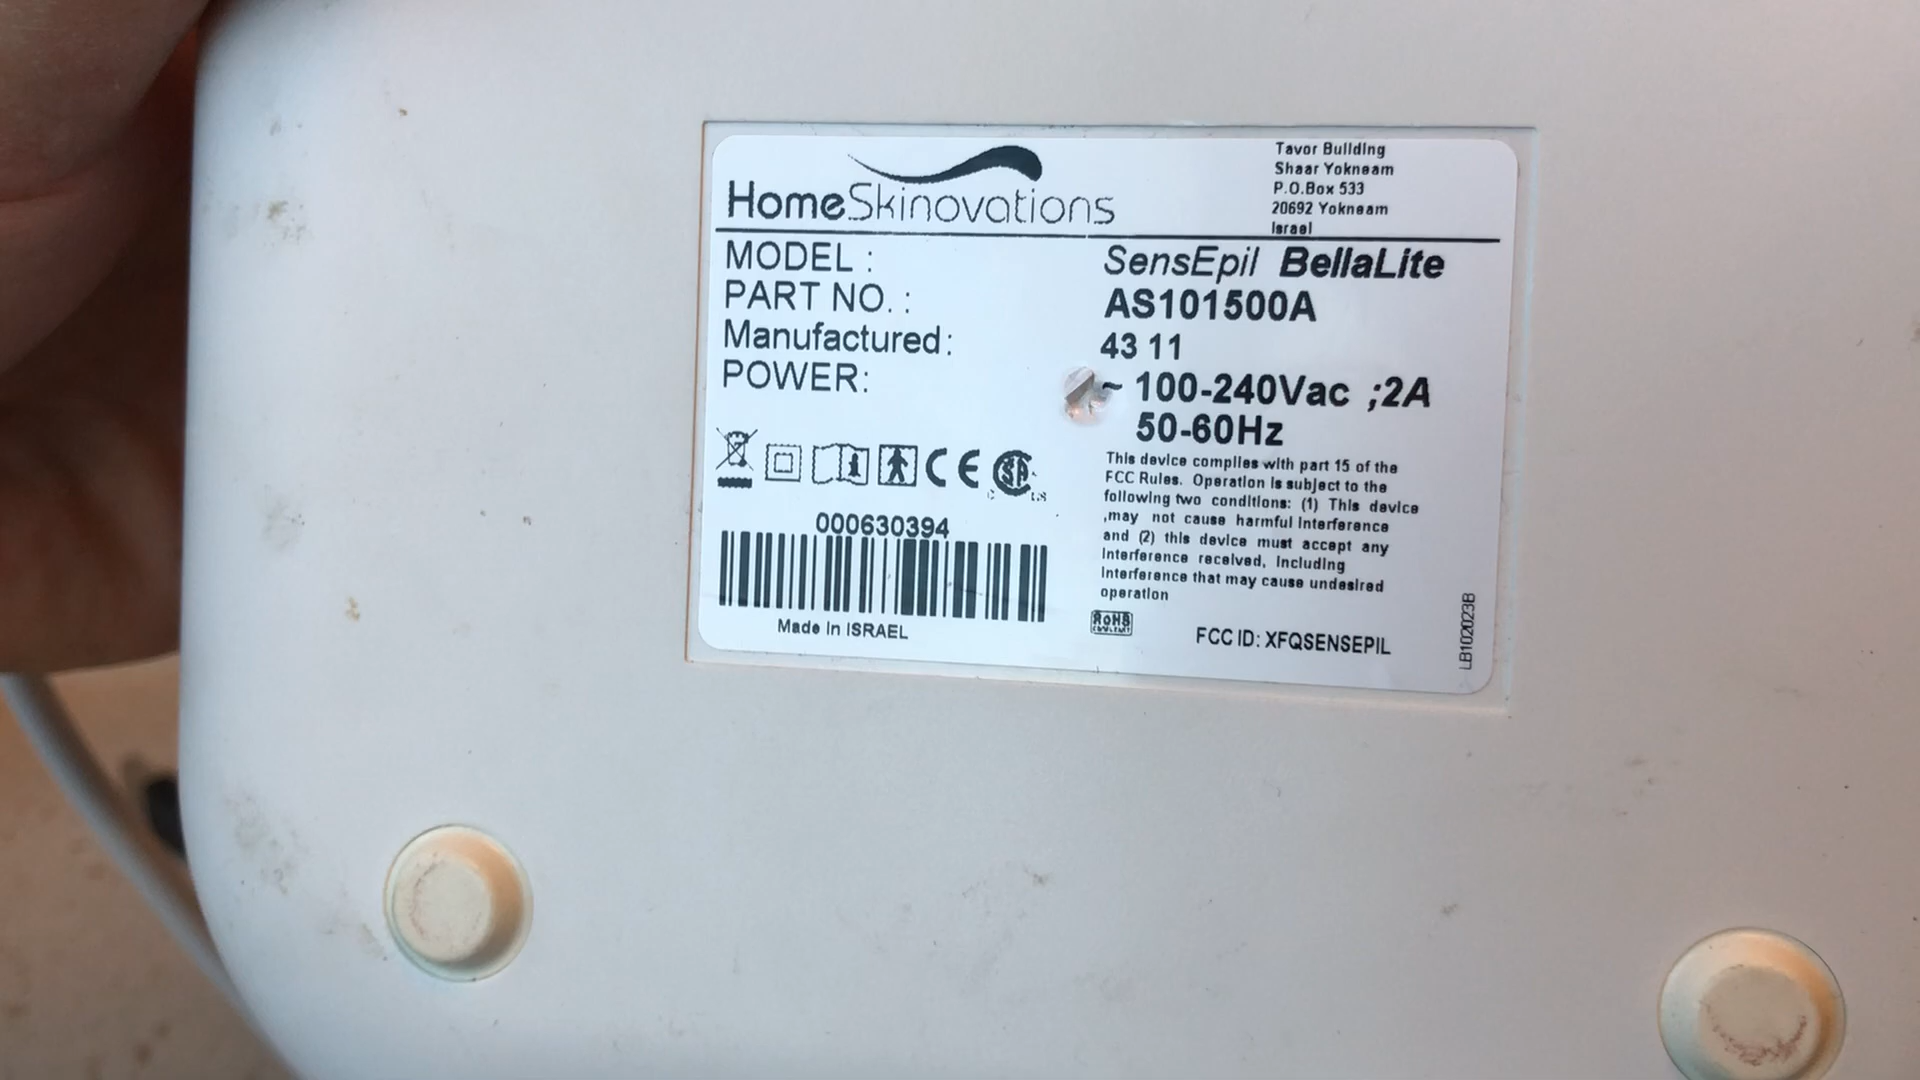 HomeSkinovations
Tavor Building
Shaar Yokneam
P.O.Box 533
20692 Yokneam
Israel
MODEL : SensEpil BellaLite
PART NO. : AS101500A
Manufactured: 43 11
POWER: ~ 100-240Vac ;2A
50-60Hz
CE
000630394
Made in ISRAEL
This device complies with part 15 of the
FCC Rules. Operation is subject to the
following two conditions: (1) This device
,may not cause harmful interference
and (2) this device must accept any
interference received, including
interference that may cause undesired
operation
RoHS
FCC ID: XFQSENSEPIL
LB102023B